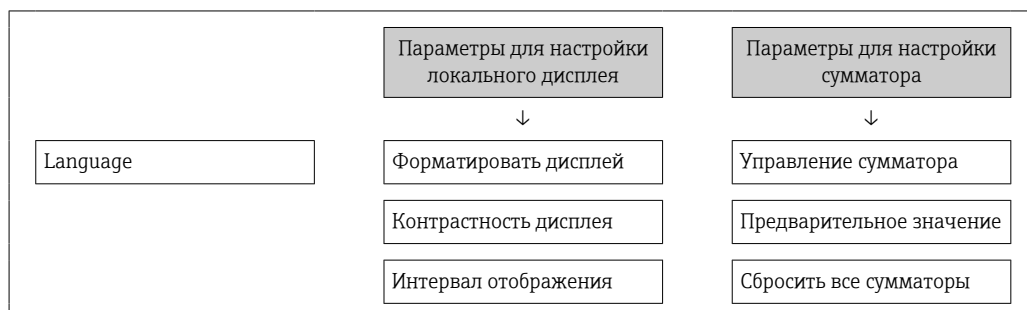 Параметры для настройки
локального дисплея
Параметры для настройки
сумматора
↓
↓
Language
Форматировать дисплей
Управление сумматора
Контрастность дисплея
Предварительное значение
Интервал отображения
Сбросить все сумматоры